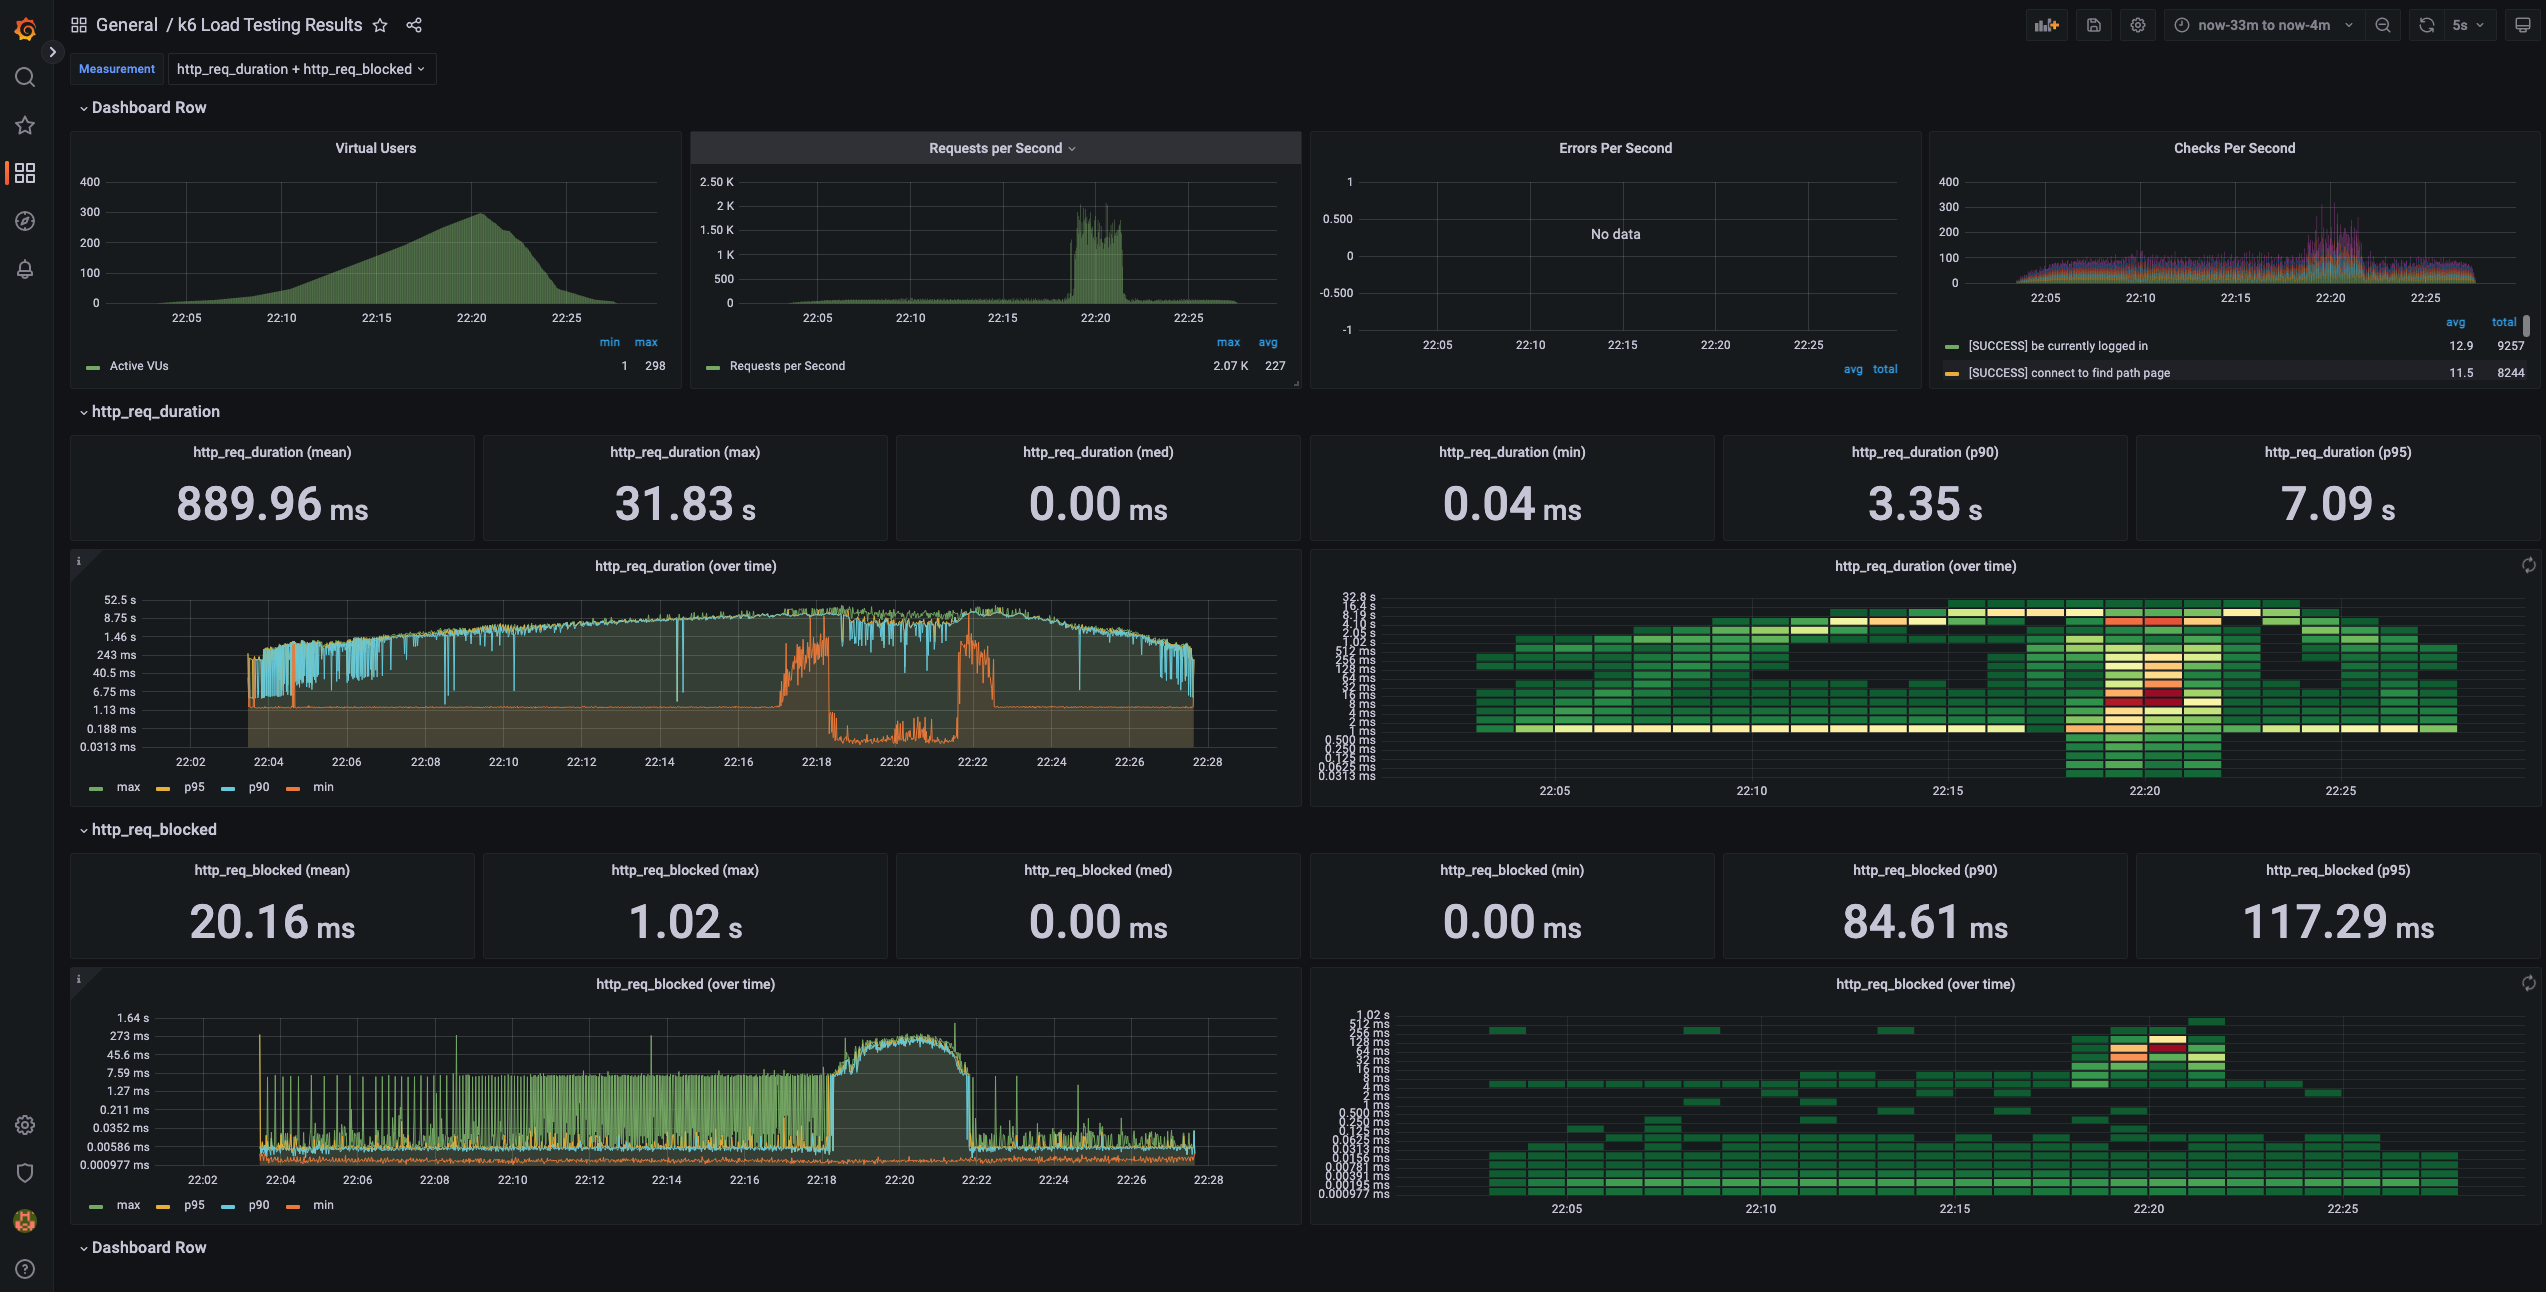 General / k6 Load Testing Results
now-33m to now-4m
5s
Measurement
http_req_duration + http_req_blocked
Dashboard Row
Virtual Users
400
300
200
100
0
22:05 22:10 22:15 22:20 22:25
min max
Active VUs 1 298
Requests per Second
2.50 K
2 K
1.50 K
1 K
500
0
22:05 22:10 22:15 22:20 22:25
max avg
Requests per Second 2.07 K 227
Errors Per Second
1
0.500
0
-0.500
-1
No data
22:05 22:10 22:15 22:20 22:25
avg total
Checks Per Second
400
300
200
100
0
22:05 22:10 22:15 22:20 22:25
avg total
[SUCCESS] be currently logged in 12.9 9257
[SUCCESS] connect to find path page 11.5 8244
http_req_duration
http_req_duration (mean)
889.96 ms
http_req_duration (max)
31.83 s
http_req_duration (med)
0.00 ms
http_req_duration (min)
0.04 ms
http_req_duration (p90)
3.35 s
http_req_duration (p95)
7.09 s
http_req_duration (over time)
52.5 s
8.75 s
1.46 s
243 ms
40.5 ms
6.75 ms
1.13 ms
0.188 ms
0.0313 ms
22:02 22:04 22:06 22:08 22:10 22:12 22:14 22:16 22:18 22:20 22:22 22:24 22:26 22:28
max p95 p90 min
http_req_duration (over time)
32.8 s
16.4 s
8.19 s
4.10 s
2.05 s
1.02 s
512 ms
256 ms
128 ms
64 ms
32 ms
16 ms
8 ms
4 ms
2 ms
1 ms
0.500 ms
0.250 ms
0.125 ms
0.0625 ms
0.0313 ms
22:05 22:10 22:15 22:20 22:25
http_req_blocked
http_req_blocked (mean)
20.16 ms
http_req_blocked (max)
1.02 s
http_req_blocked (med)
0.00 ms
http_req_blocked (min)
0.00 ms
http_req_blocked (p90)
84.61 ms
http_req_blocked (p95)
117.29 ms
http_req_blocked (over time)
1.64 s
273 ms
45.6 ms
7.59 ms
1.27 ms
0.211 ms
0.0352 ms
0.00586 ms
0.000977 ms
22:02 22:04 22:06 22:08 22:10 22:12 22:14 22:16 22:18 22:20 22:22 22:24 22:26 22:28
max p95 p90 min
http_req_blocked (over time)
1.02 s
512 ms
256 ms
128 ms
64 ms
32 ms
16 ms
8 ms
4 ms
2 ms
1 ms
0.500 ms
0.250 ms
0.125 ms
0.0625 ms
0.0313 ms
0.0156 ms
0.00781 ms
0.00391 ms
0.00195 ms
0.000977 ms
22:05 22:10 22:15 22:20 22:25
Dashboard Row